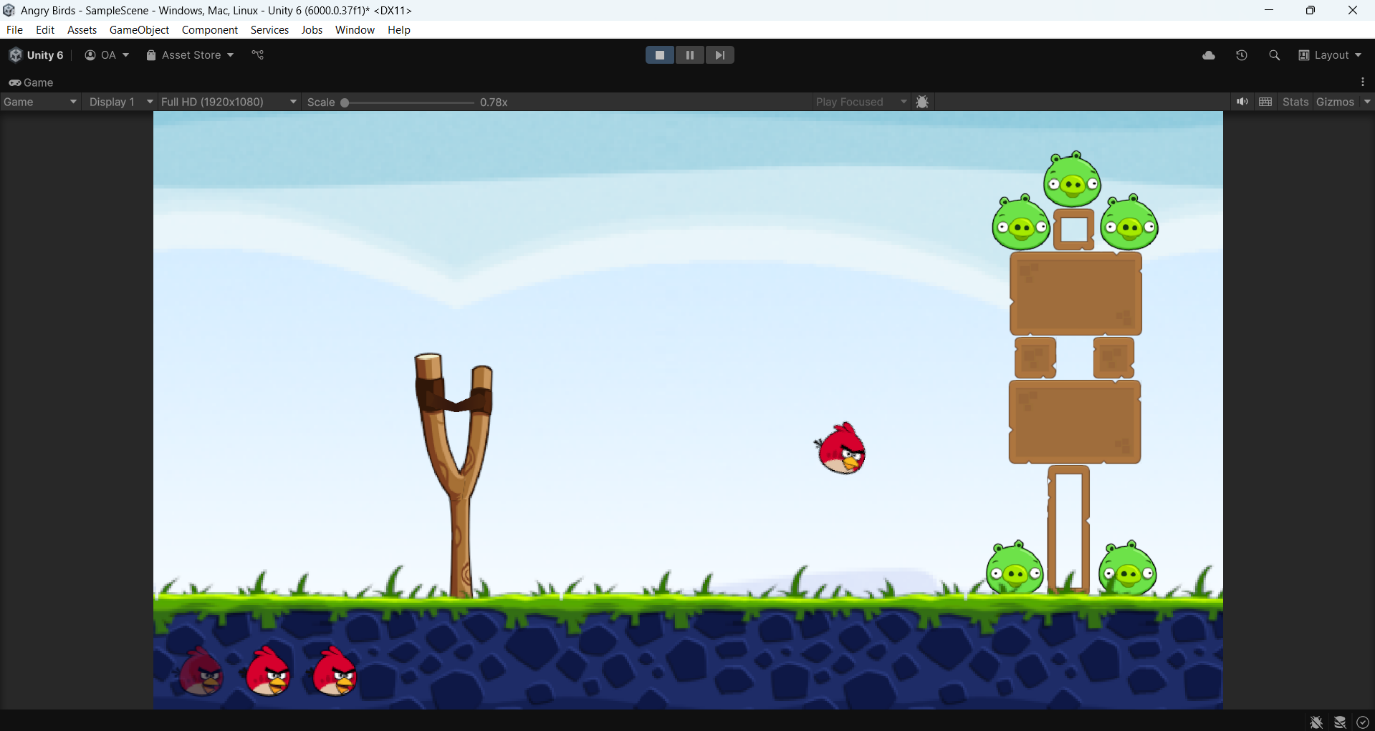 Angry Birds - SampleScene - Windows, Mac, Linux - Unity 6 (6000.0.37f1)* <DX11>
File Edit Assets GameObject Component Services Jobs Window Help
Unity 6 OA Asset Store Layout
Game
Game Display 1 Full HD (1920x1080) Scale 0.78x Play Focused Stats Gizmos